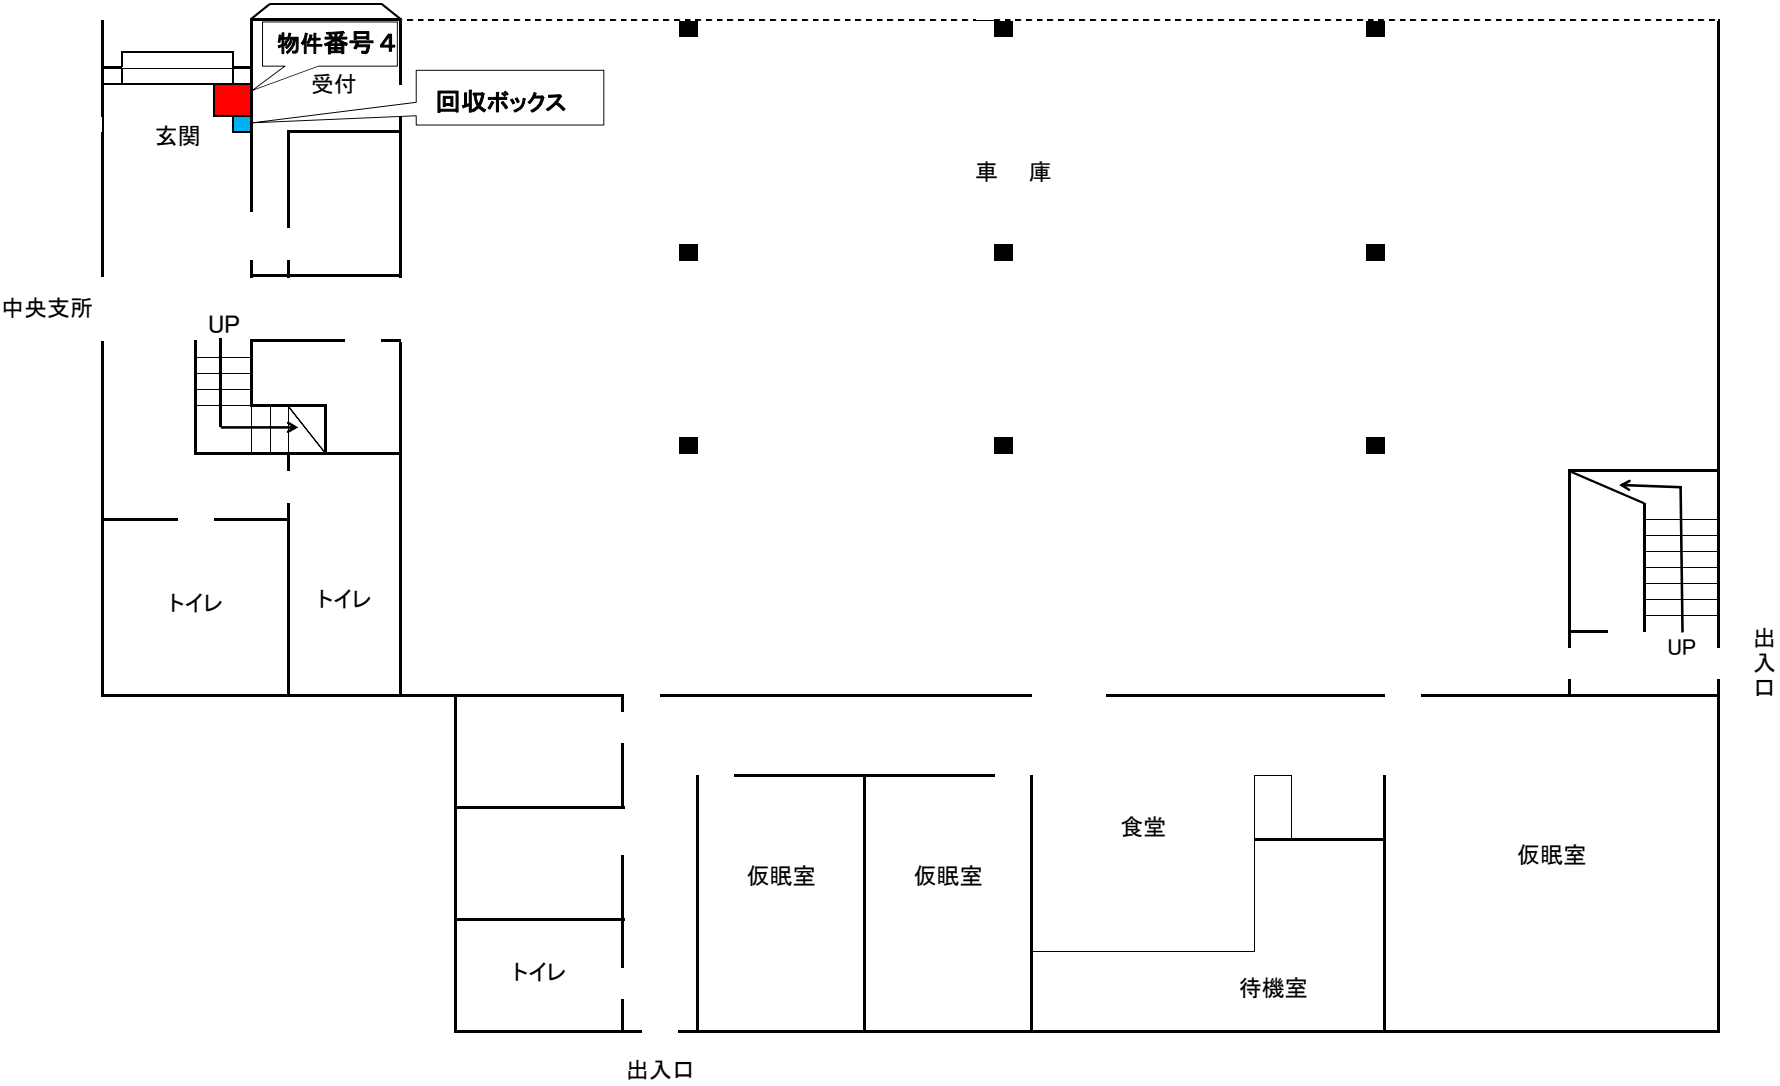 物件番号４
受付
回収ボックス
玄関
車　庫
中央支所
UP
トイレ
トイレ
UP
出入口
食堂
仮眠室
仮眠室
仮眠室
トイレ
待機室
出入口